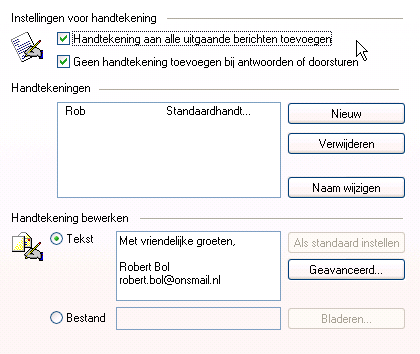 Instellingen voor handtekening
Handtekening aan alle uitgaande berichten toevoegen
Geen handtekening toevoegen bij antwoorden of doorsturen
Handtekeningen
Rob Standaardhandt...
Nieuw
Verwijderen
Naam wijzigen
Handtekening bewerken
Tekst
Met vriendelijke groeten,
Robert Bol
robert.bol@onsmail.nl
Als standaard instellen
Geavanceerd...
Bestand
Bladeren...